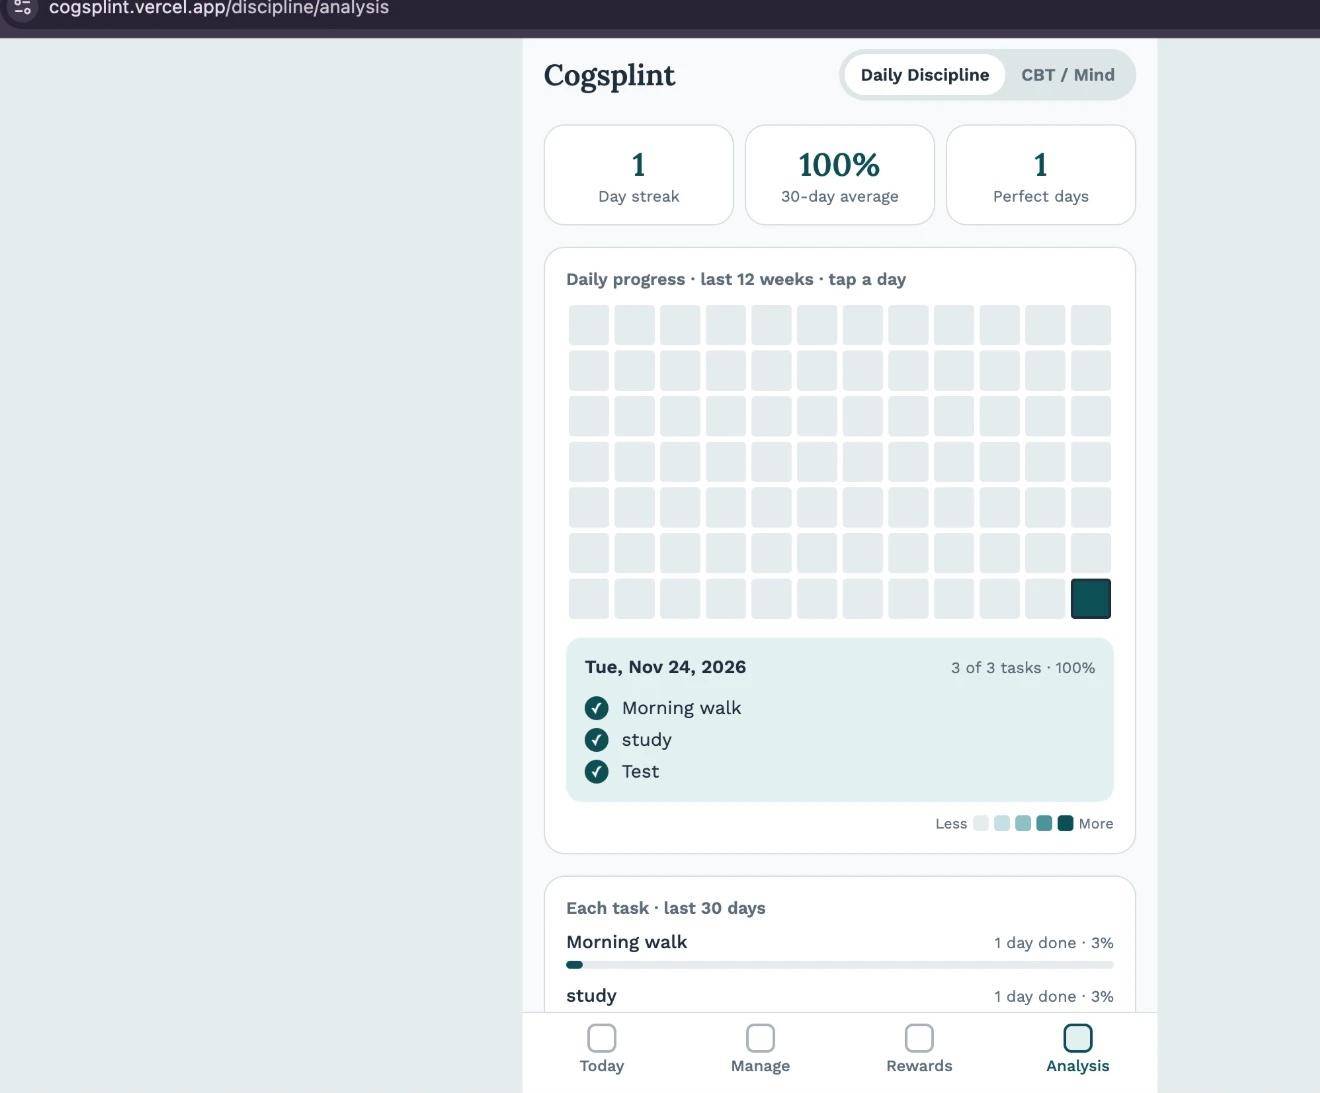 cogsplint.vercel.app/discipline/analysis
Cogsplint
Daily Discipline
CBT / Mind
1
Day streak
100%
30-day average
1
Perfect days
Daily progress · last 12 weeks · tap a day
Tue, Nov 24, 2026
3 of 3 tasks · 100%
Morning walk
study
Test
Less
More
Each task · last 30 days
Morning walk
1 day done · 3%
study
1 day done · 3%
Today
Manage
Rewards
Analysis